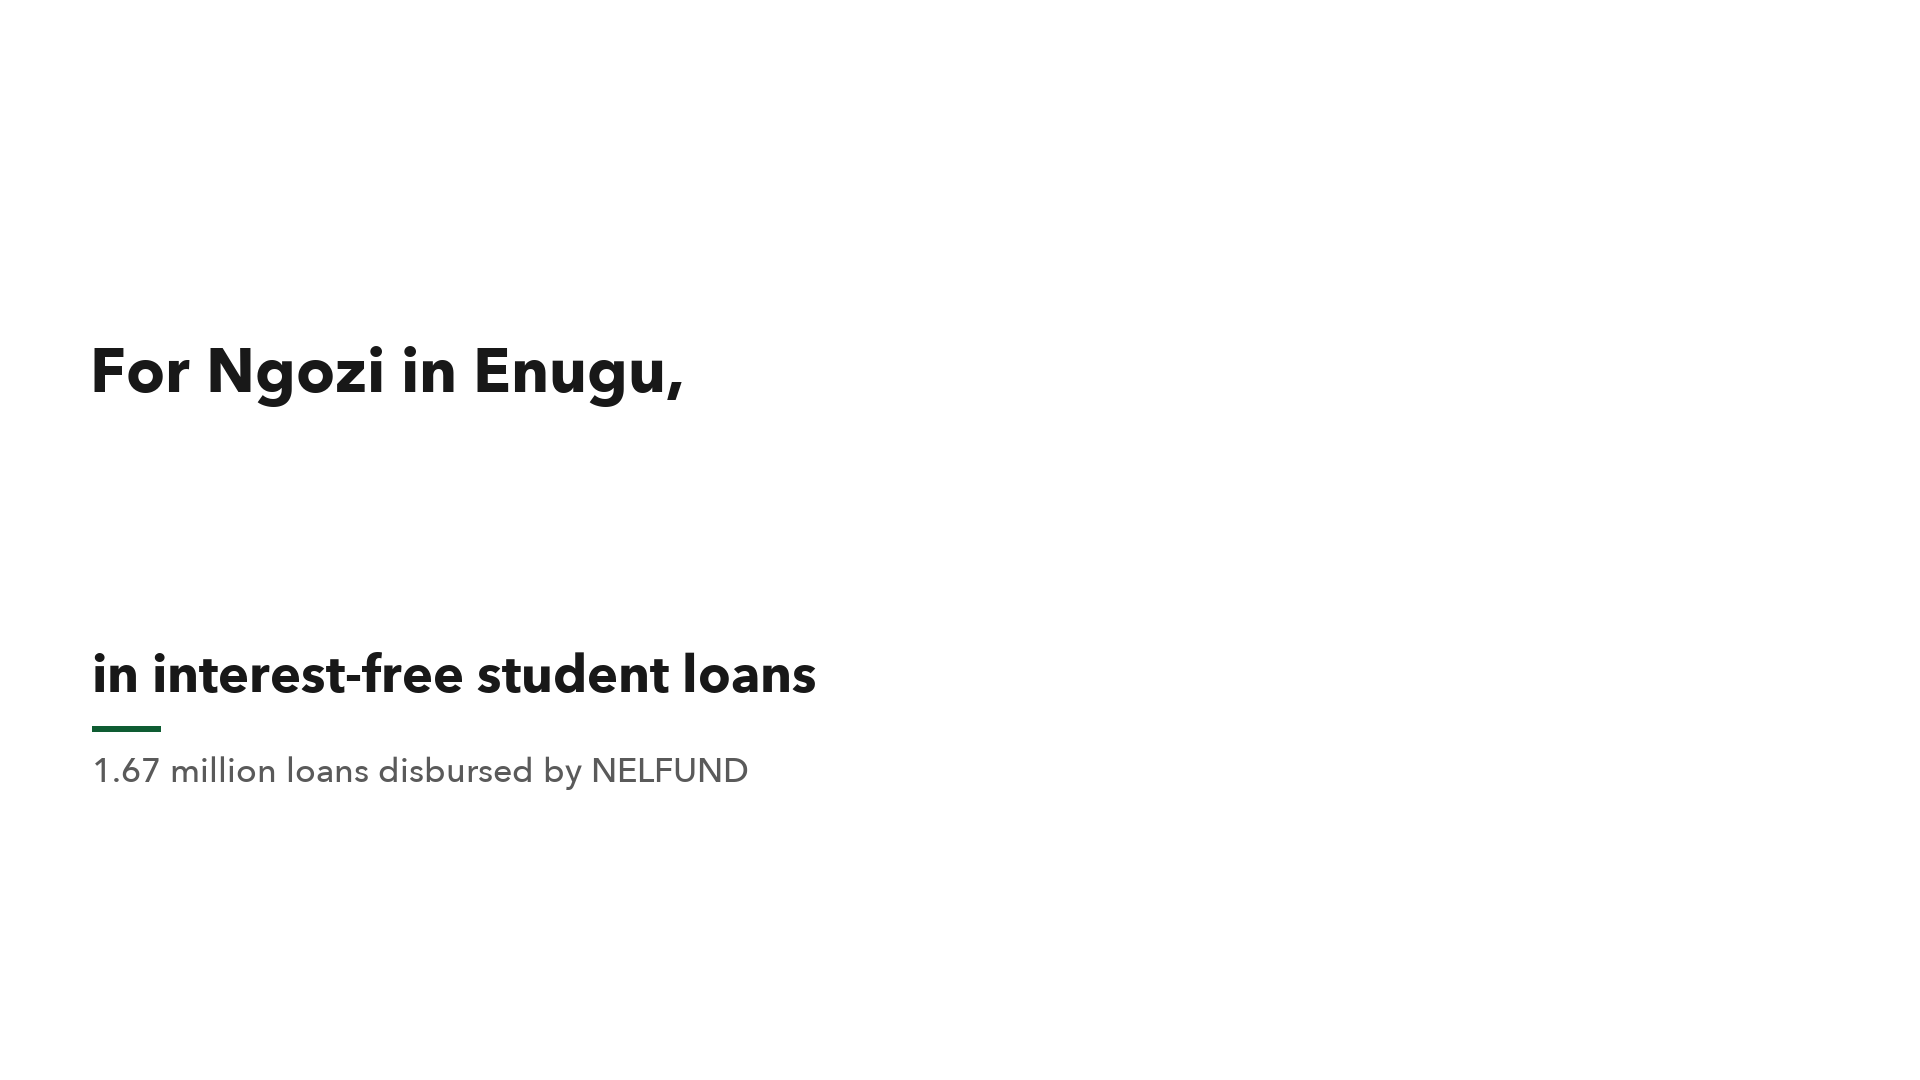 For Ngozi in Enugu,
in interest-free student loans
1.67 million loans disbursed by NELFUND